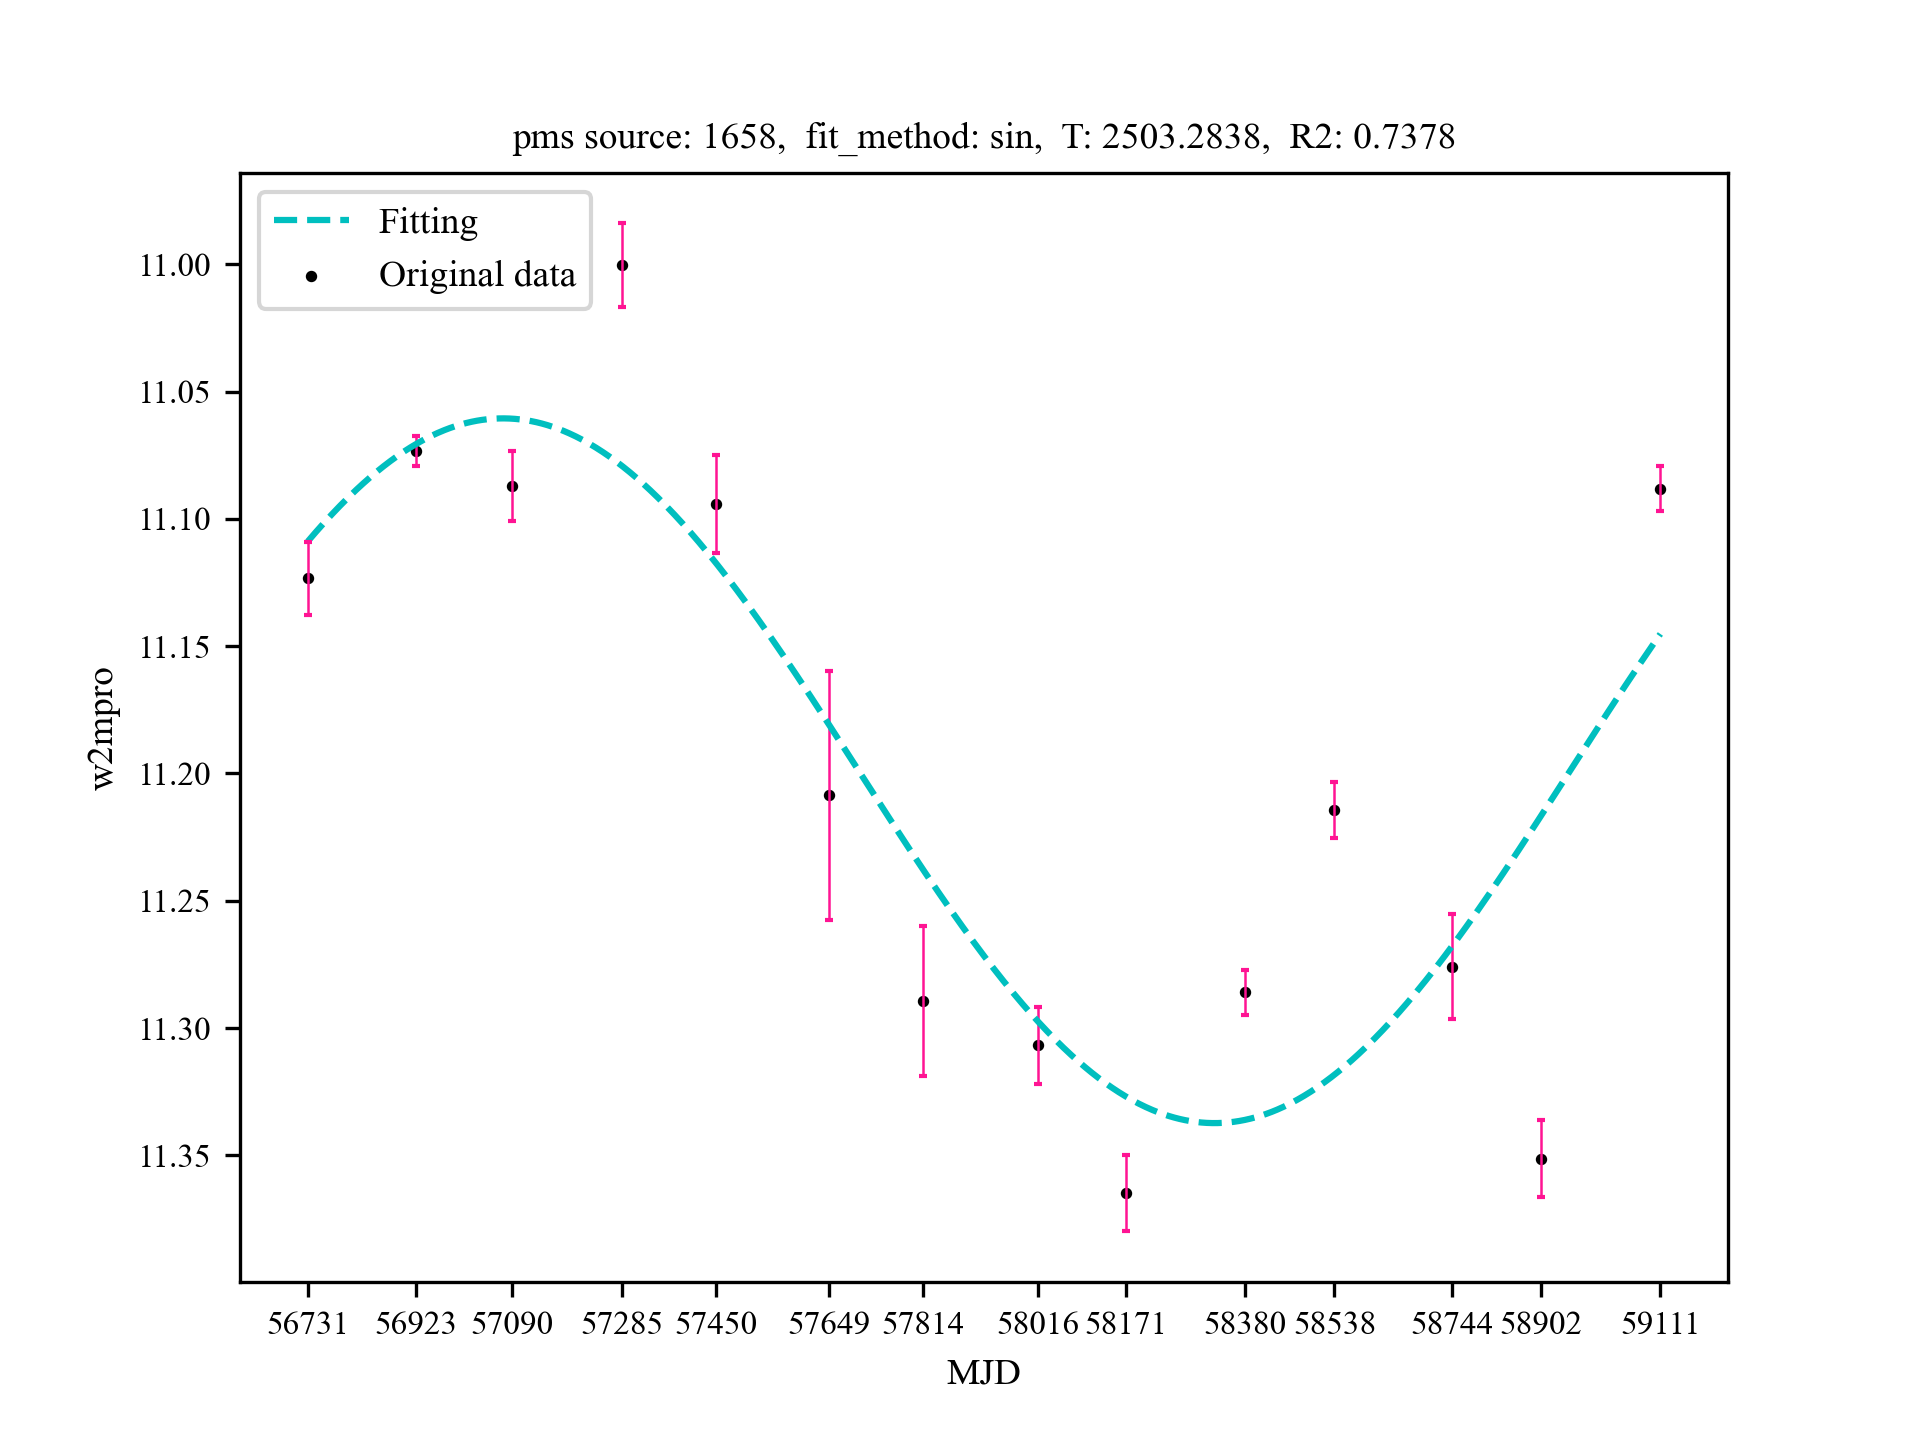 pms source: 1658,  fit_method: sin,  T: 2503.2838,  R2: 0.7378
Fitting
Original data
11.00
11.05
11.10
11.15
11.20
11.25
11.30
11.35
w2mpro
56731 56923 57090 57285 57450 57649 57814 58016 58171 58380 58538 58744 58902 59111
MJD